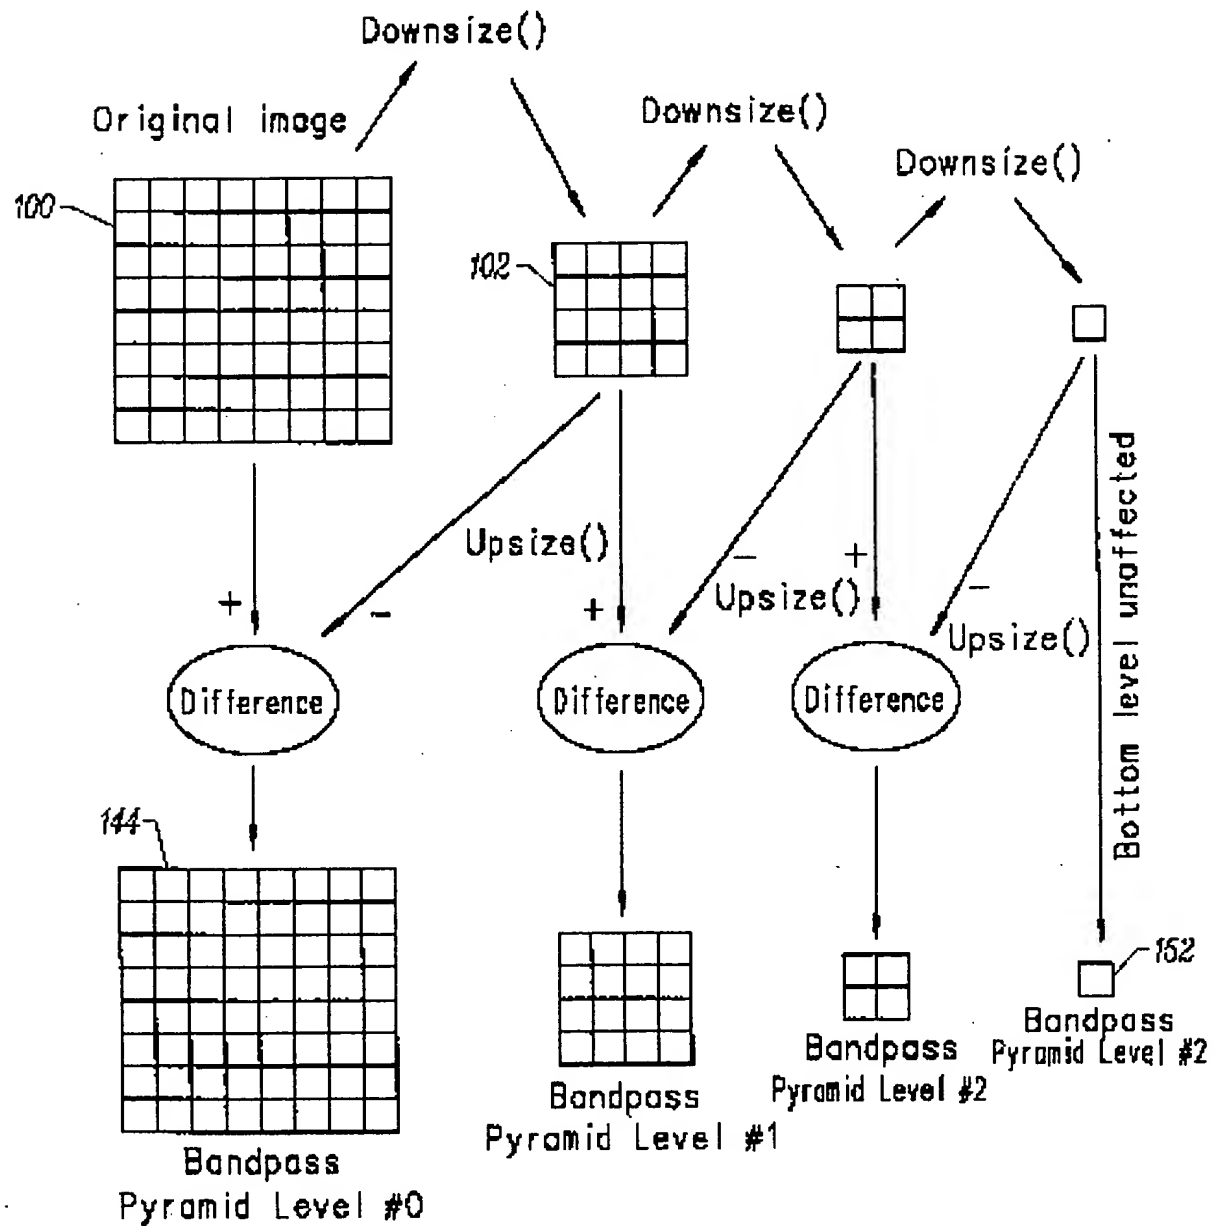 Downsize()
Original image
Downsize()
Downsize()
100
102
Upsize()
+
-
+
-
Upsize()
+
-
Upsize()
Bottom level unaffected
Difference
Difference
Difference
144
152
Bandpass
Pyramid Level #0
Bandpass
Pyramid Level #1
Bandpass
Pyramid Level #2
Bandpass
Pyramid Level #2